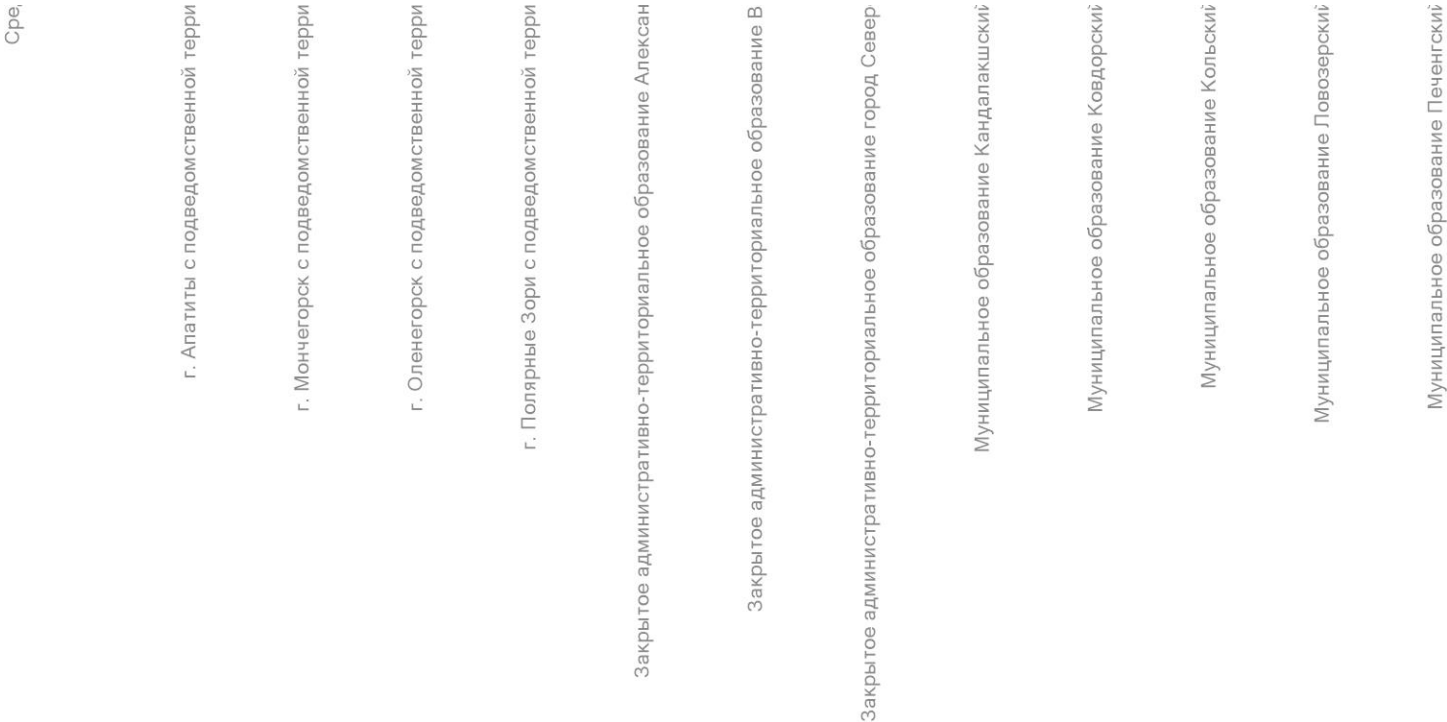 Сре
г. Апатиты с подведомственной терри
г. Мончегорск с подведомственной терри
г. Оленегорск с подведомственной терри
г. Полярные Зори с подведомственной терри
Закрытое административно-территориальное образование Алексан
Закрытое административно-территориальное образование В
Закрытое административно-территориальное образование город Север
Муниципальное образование Кандалакшский
Муниципальное образование Ковдорский
Муниципальное образование Кольский
Муниципальное образование Ловозерский
Муниципальное образование Печенгский